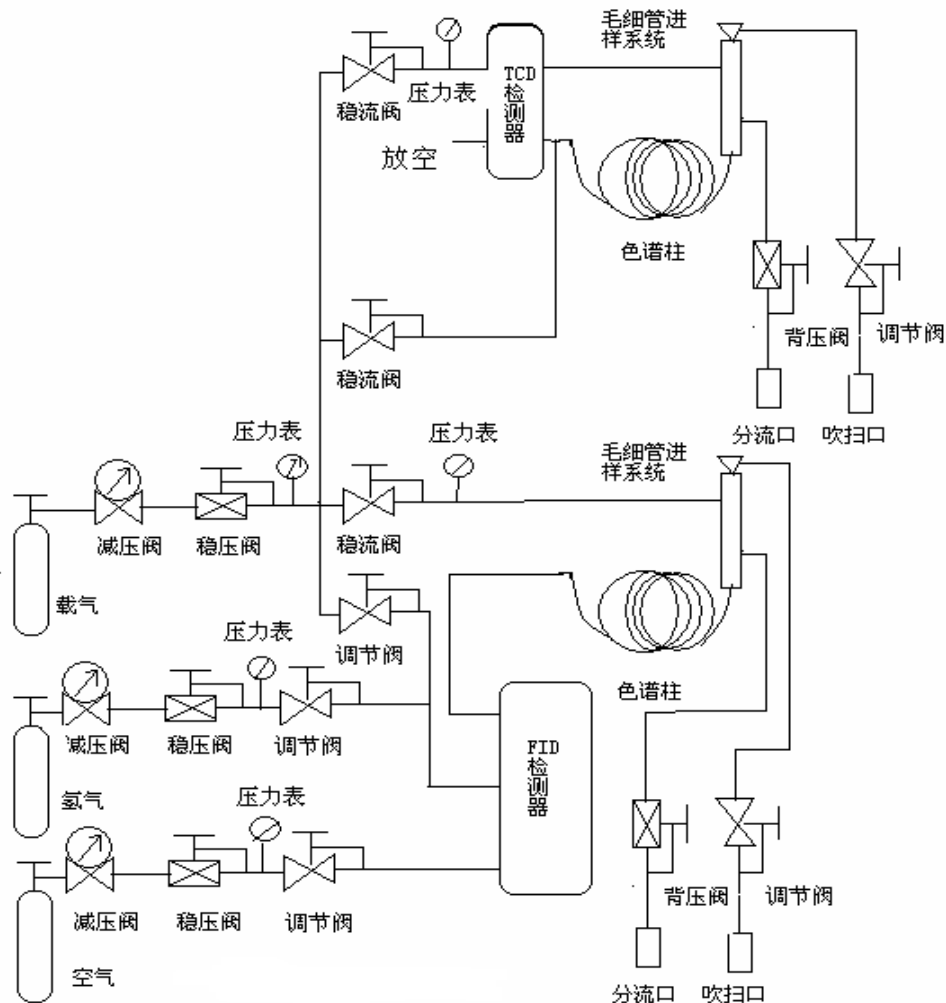 毛细管进
样系统
稳流阀
压力表
TCD
检
测
器
放空
色谱柱
背压阀
调节阀
稳流阀
分流口
吹扫口
压力表
压力表
毛细管进
样系统
减压阀
稳压阀
稳流阀
载气
压力表
调节阀
色谱柱
减压阀
稳压阀
调节阀
FID
检
测
器
氢气
压力表
减压阀
稳压阀
调节阀
背压阀
调节阀
空气
分流口
吹扫口